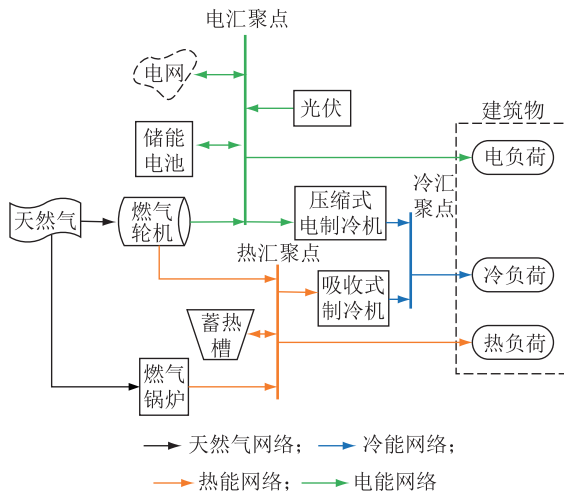 电汇聚点
电网
光伏
建筑物
储能
电池
电负荷
冷汇
聚点
压缩式
电制冷机
天然气
燃气
轮机
热汇聚点
吸收式
制冷机
冷负荷
蓄热
槽
热负荷
燃气
锅炉
天然气网络；
冷能网络；
热能网络；
电能网络